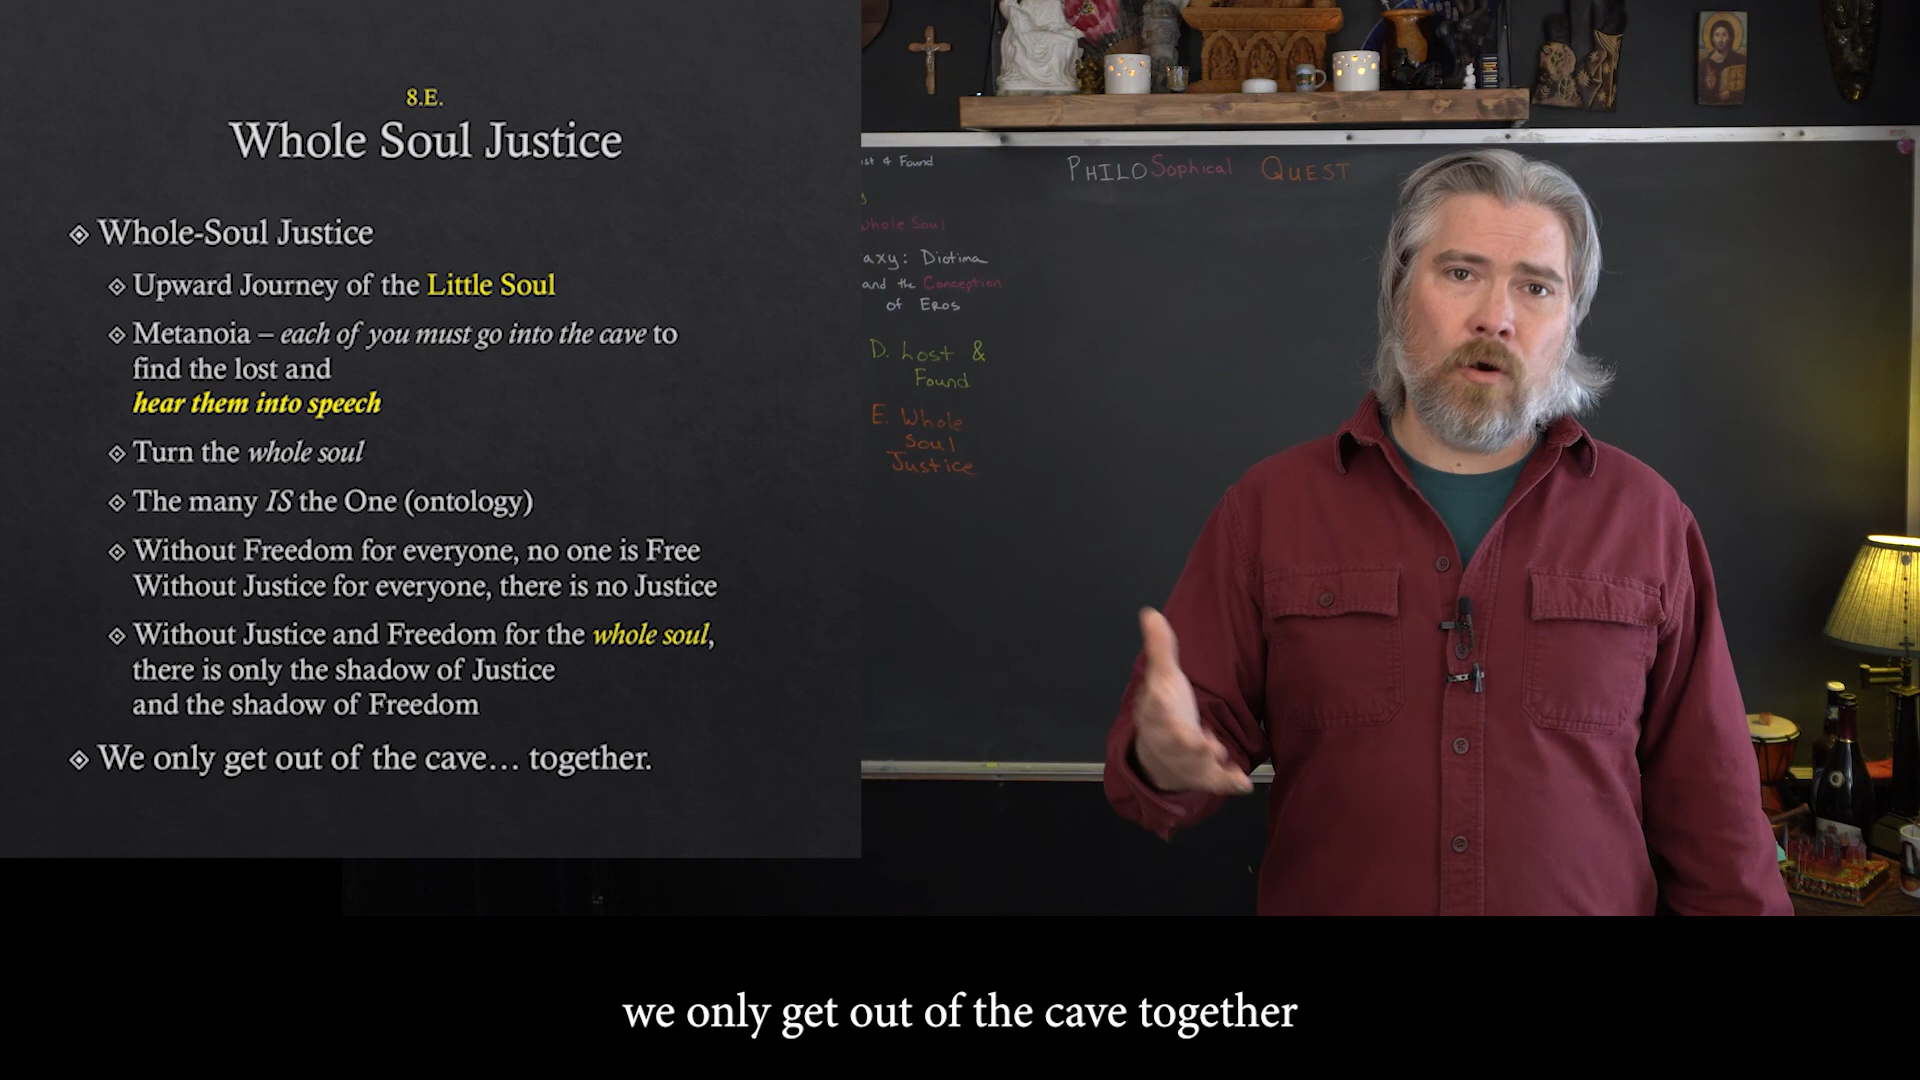 8.E.
Whole Soul Justice
Whole-Soul Justice
Upward Journey of the Little Soul
Metanoia – each of you must go into the cave to
find the lost and
hear them into speech
Turn the whole soul
The many IS the One (ontology)
Without Freedom for everyone, no one is Free
Without Justice for everyone, there is no Justice
Without Justice and Freedom for the whole soul,
there is only the shadow of Justice
and the shadow of Freedom
We only get out of the cave… together.
& Found
Whole Soul
axy: Diotima
and the Conception
of Eros
D. Lost &
Found
E. Whole
Soul
Justice
PHILOSophical QUEST
we only get out of the cave together